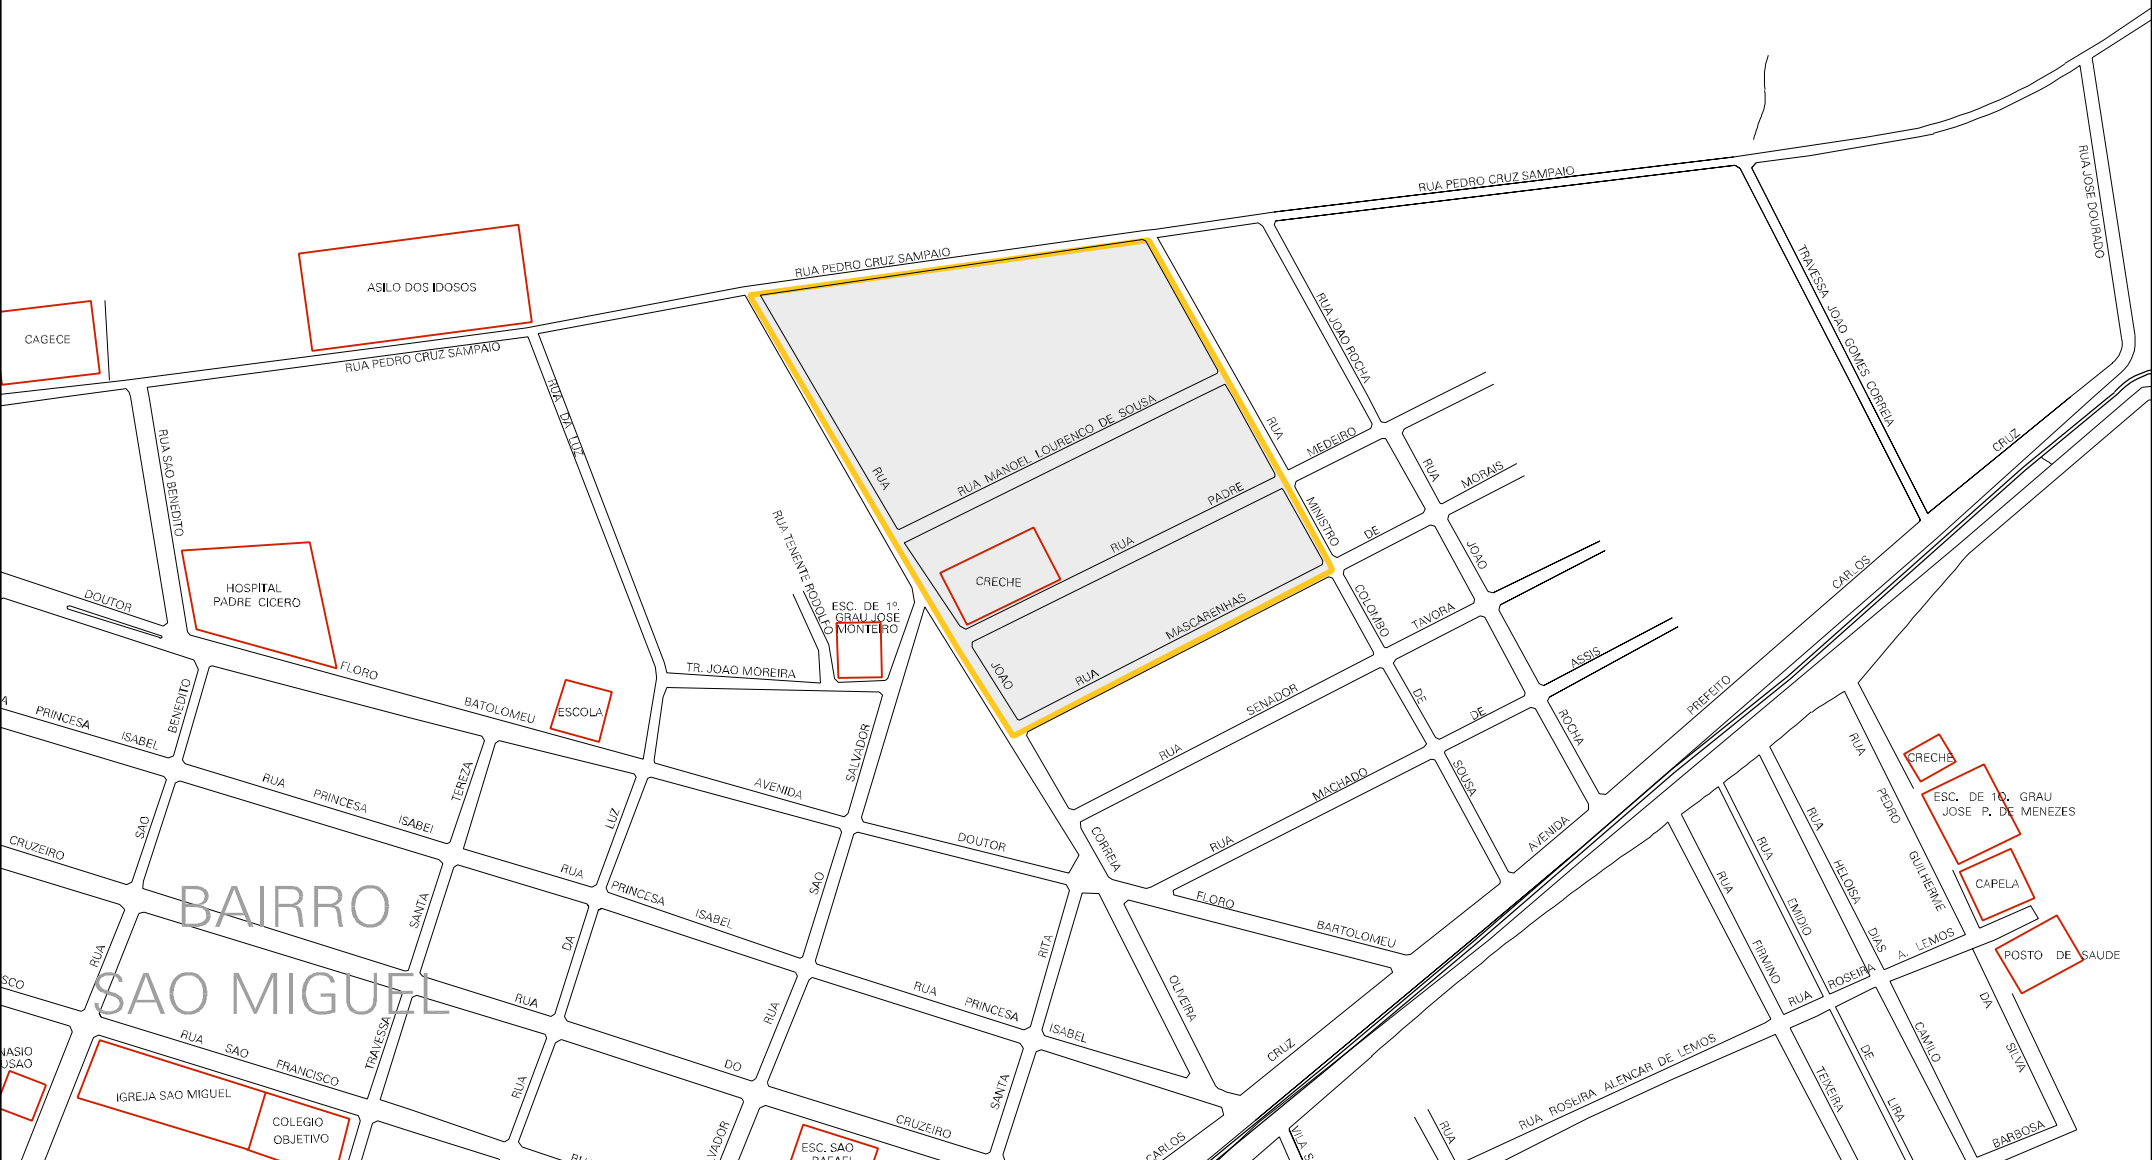 RUA PEDRO CRUZ SAMPAIO
RUA JOSE DOURADO
RUA PEDRO CRUZ SAMPAIO
TRAVESSA JOAO GOMES CORREIA
ASILO DOS IDOSOS
CAGECE
RUA PEDRO CRUZ SAMPAIO
RUA JOAO ROCHA
RUA DA LUZ
RUA SAO BENEDITO
RUA
RUA MANOEL LOURENCO DE SOUSA
RUA
MEDEIRO
RUA
MORAIS
CRUZ
RUA
PADRE
MINISTRO
DE
JOAO
RUA TENENTE RODOLFO
CRECHE
HOSPITAL
PADRE CICERO
DOUTOR
ESC. DE 1º.
GRAU JOSE
MONTEIRO
MASCARENHAS
COLOMBO
TAVORA
CARLOS
FLORO
TR. JOAO MOREIRA
JOAO
RUA
ASSIS
BENEDITO
BATOLOMEU
ESCOLA
SENADOR
DE
DE
PREFEITO
A
PRINCESA
ISABEL
SALVADOR
RUA
ROCHA
RUA
CRECHE
RUA
PRINCESA
ISABEl
TEREZA
AVENIDA
MACHADO
SOUSA
PEDRO
ESC. DE 1O. GRAU
JOSE P. DE MENEZES
SAO
LUZ
DOUTOR
CORREIA
RUA
AVENIDA
RUA
RUA
CRUZEIRO
RUA
PRINCESA
ISABEL
SAO
FLORO
RUA
HELOISA
GUILHERME
CAPELA
BAIRRO
SANTA
DA
RITA
BARTOLOMEU
EMIDIO
DIAS
A. LEMOS
RUA
SCO
SAO MIGUEL
RUA
RUA
RUA
PRINCESA
ISABEL
OLIVEIRA
FIRMINO
RUA
ROSEIRA
POSTO DE SAUDE
DA
RUA
SAO
FRANCISCO
TRAVESSA
DO
CRUZ
RUA ROSEIRA ALENCAR DE LEMOS
DE
CAMILO
SILVA
NASIO
USAO
IGREJA SAO MIGUEL
COLEGIO
OBJETIVO
RUA
SANTA
TEIXEIRA
LIRA
CRUZEIRO
VADOR
ESC. SAO
RAFAEL
CARLOS
VILA S
RUA
BARBOSA